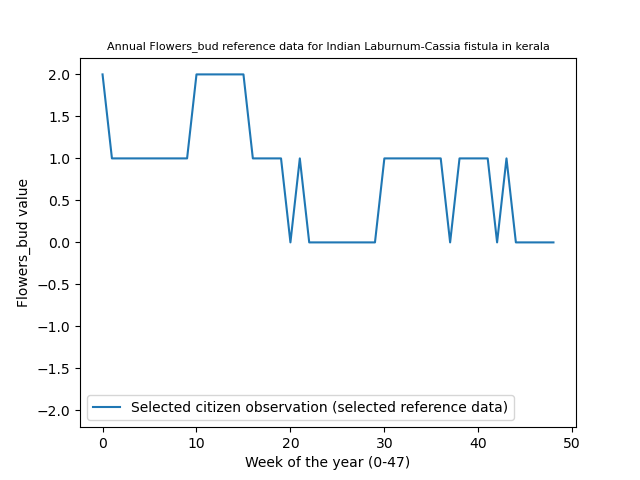 Annual Flowers_bud reference data for Indian Laburnum-Cassia fistula in kerala
2.0
1.5
1.0
0.5
0.0
−0.5
−1.0
−1.5
−2.0
Flowers_bud value
Selected citizen observation (selected reference data)
0 10 20 30 40 50
Week of the year (0-47)